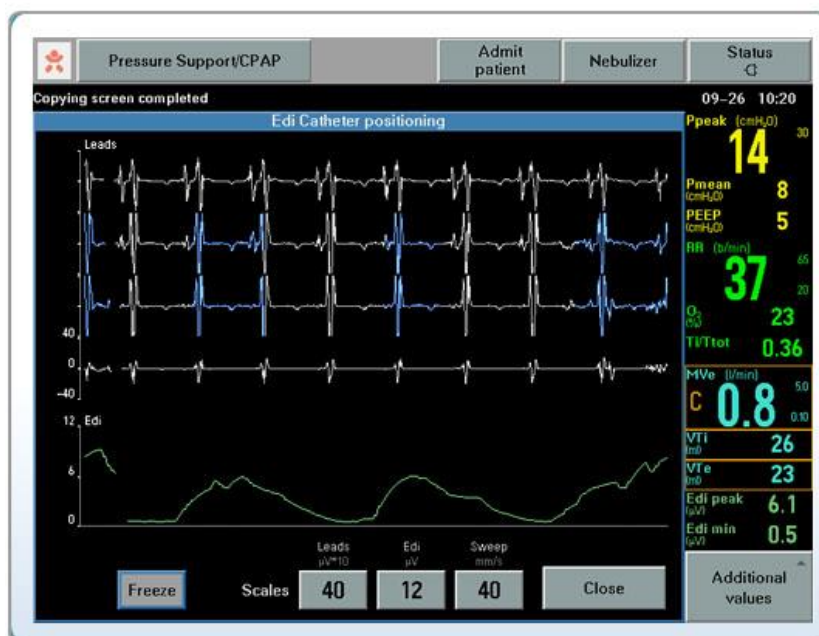 Pressure Support/CPAP
Admit patient
Nebulizer
Status
Copying screen completed
09-26 10:20
Edi Catheter positioning
Leads
40
0
-40
12
Edi
6
0
Leads
µV*10
Edi
µV
Sweep
mm/s
Freeze
Scales
40
12
40
Close
Ppeak (cmH₂O)
30
14
Pmean
(cmH₂O)
8
PEEP
(cmH₂O)
5
RR (b/min)
65
37
20
O₂
(%)
23
Ti/Ttot
0.36
MVe (l/min)
5.0
C 0.8
0.10
VTi
(ml)
26
VTe
(ml)
23
Edi peak
(µV)
6.1
Edi min
(µV)
0.5
Additional values